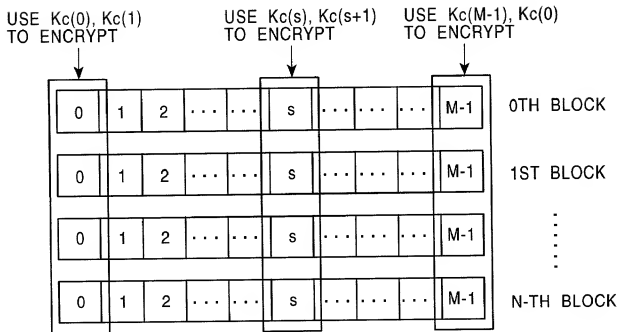 USE Kc(0), Kc(1) TO ENCRYPT
USE Kc(s), Kc(s+1) TO ENCRYPT
USE Kc(M-1), Kc(0) TO ENCRYPT
0 1 2 ··· ··· s ··· ··· ··· M-1 0TH BLOCK
0 1 2 ··· ··· s ··· ··· ··· M-1 1ST BLOCK
0 1 2 ··· ··· s ··· ··· ··· M-1
0 1 2 ··· ··· s ··· ··· ··· M-1 N-TH BLOCK